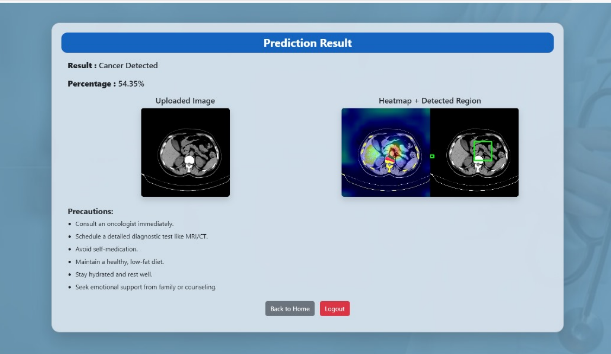 Prediction Result
Result : Cancer Detected
Percentage : 54.35%
Uploaded Image
Heatmap + Detected Region
Precautions:
• Consult an oncologist immediately.
• Schedule a detailed diagnostic test like MRI/CT.
• Avoid self-medication.
• Maintain a healthy, low-fat diet.
• Stay hydrated and rest well.
• Seek emotional support from family or counseling.
Back to Home Logout